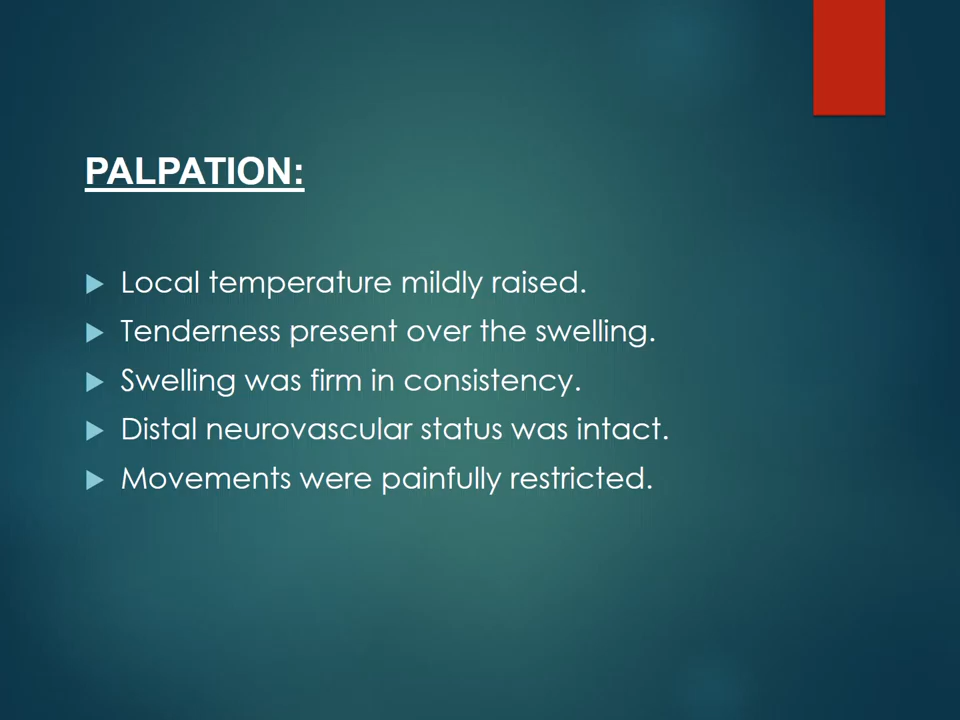 PALPATION:
Local temperature mildly raised.
Tenderness present over the swelling.
Swelling was firm in consistency.
Distal neurovascular status was intact.
Movements were painfully restricted.